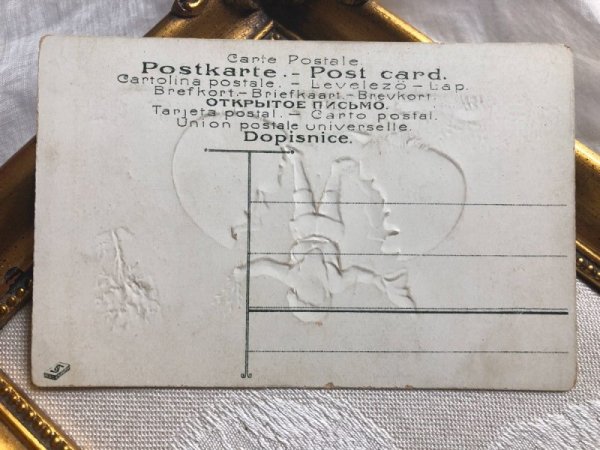 Carte Postale.
Postkarte.- Post card.
Cartolina postale. - Levelező-Lap.
Brefkort.-Briefkaart.-Brevkort.
ОТКРЫТОЕ ПИСЬМО.
Tarjeta postal. - Carto postal.
Union postale universelle.
Dopisnice.